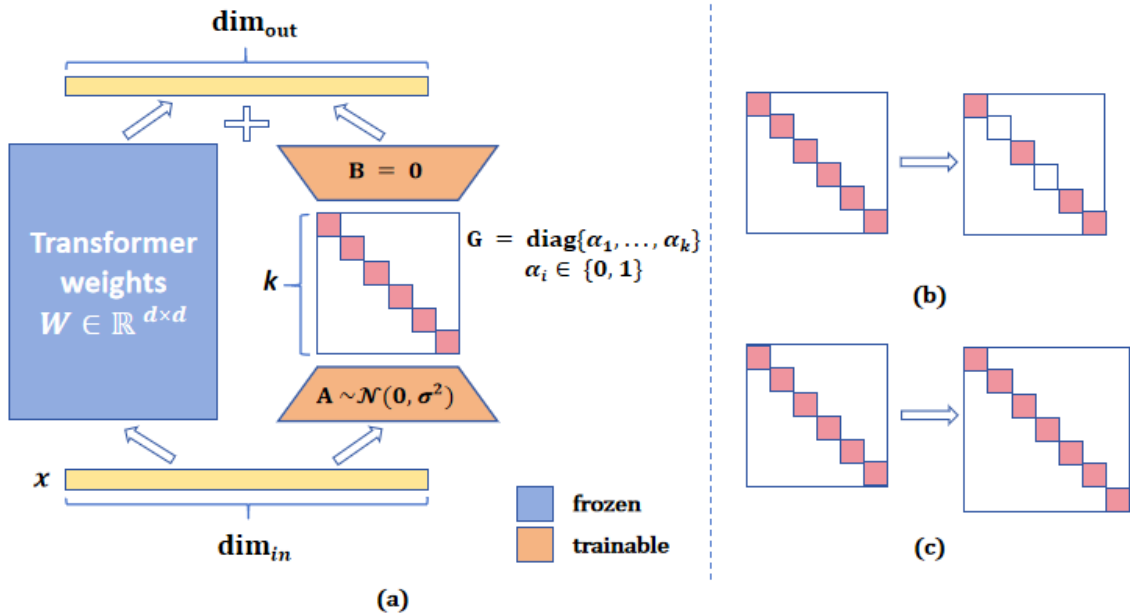 dim_out
B = 0
Transformer
weights
W ∈ ℝ^{d×d}
k
G = diag{α_1, ..., α_k}
α_i ∈ {0, 1}
A ~ 𝒩(0, σ^2)
x
dim_in
frozen
trainable
(a)
(b)
(c)